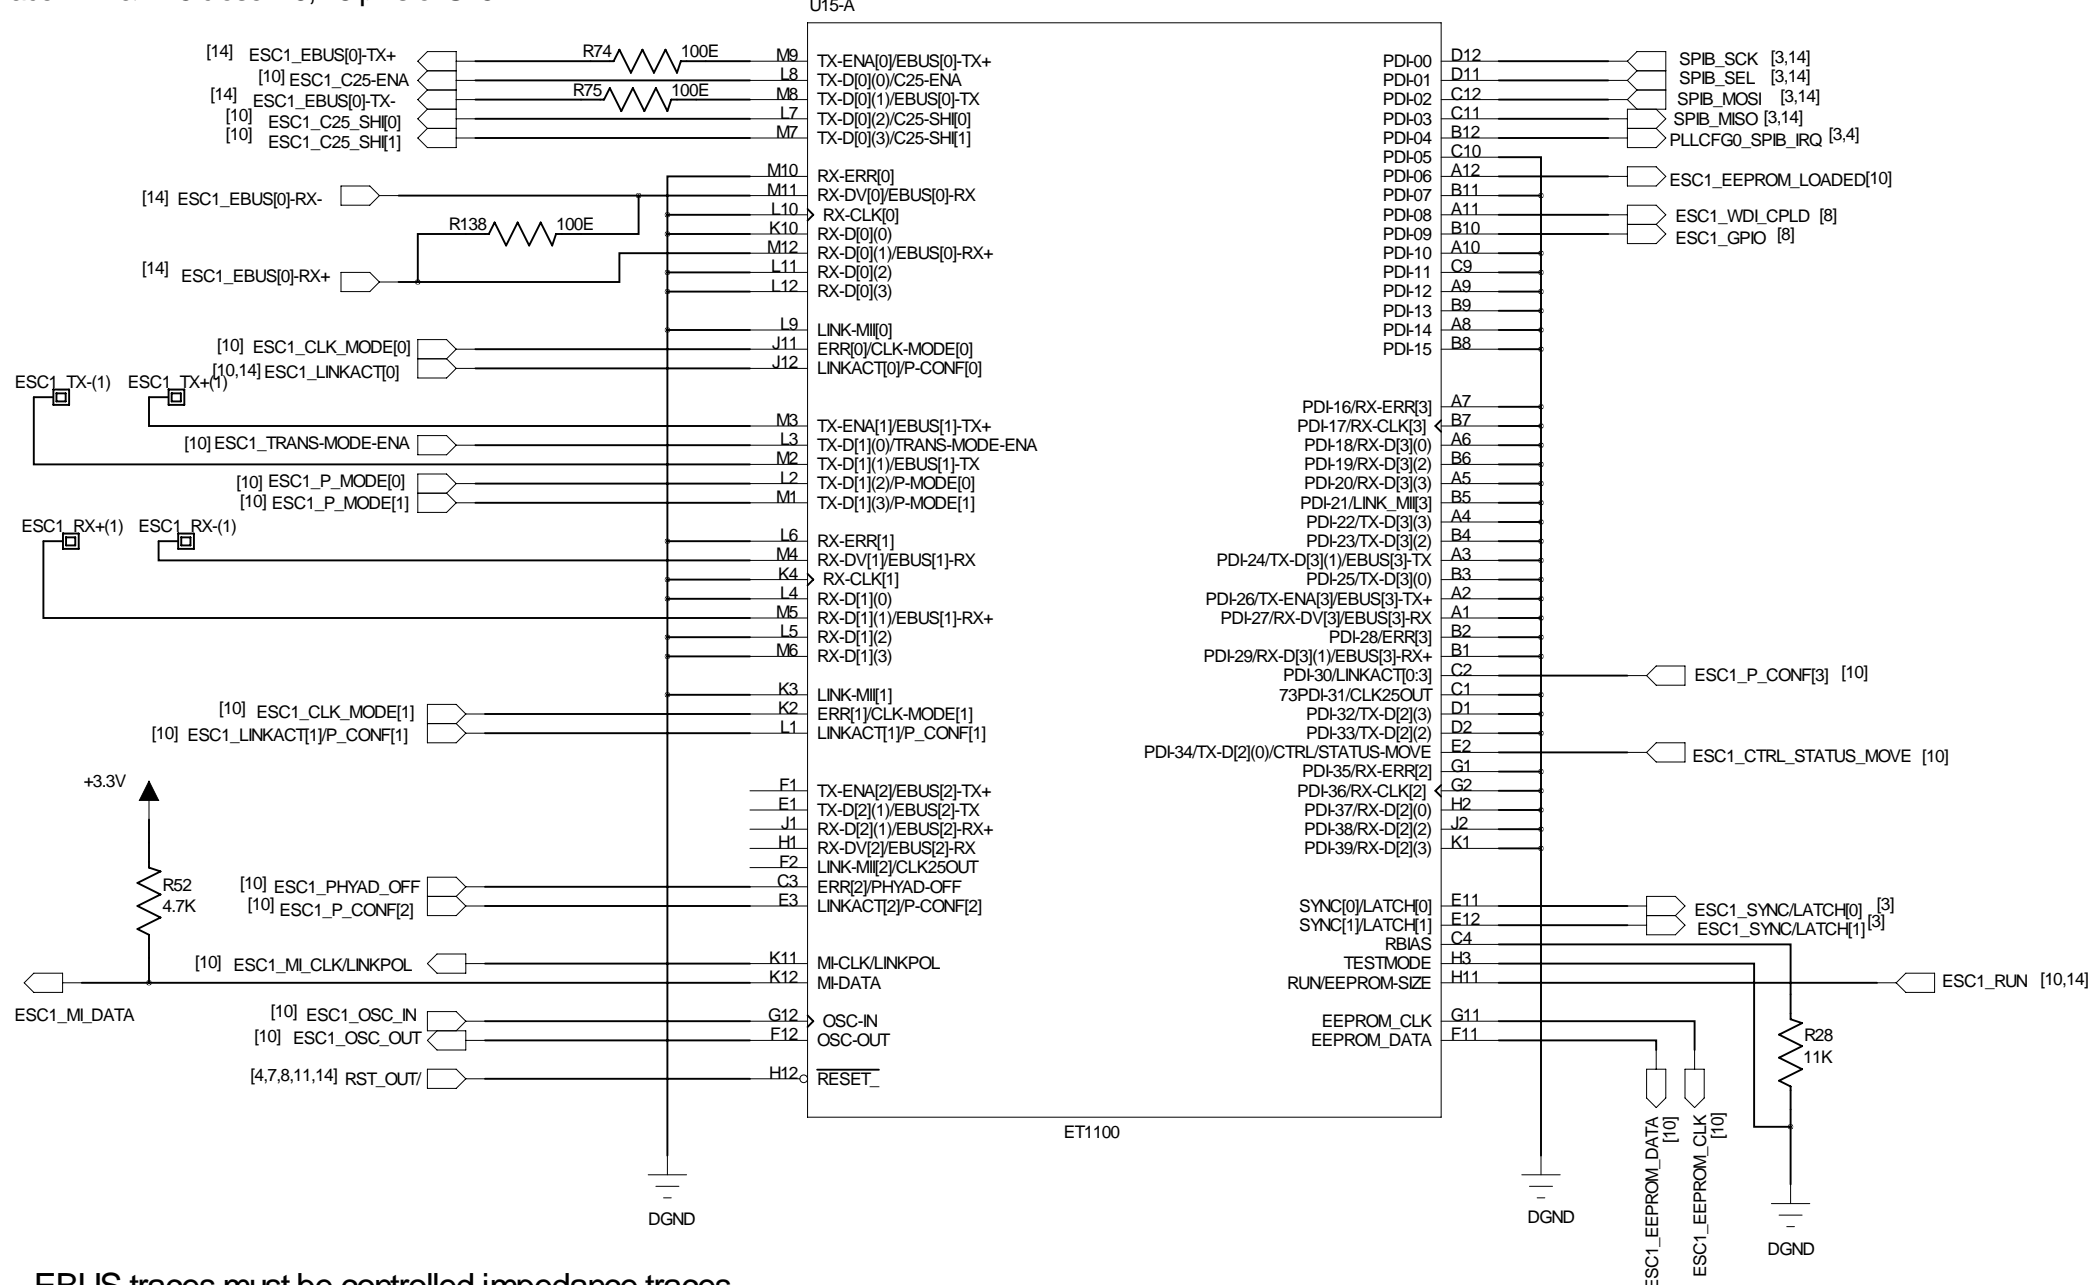 U15-A
[14] ESC1_EBUS[0]-TX+
[10] ESC1_C25-ENA
[14] ESC1_EBUS[0]-TX-
[10] ESC1_C25_SHI[0]
[10] ESC1_C25_SHI[1]
R74 100E
R75 100E
[14] ESC1_EBUS[0]-RX-
R138 100E
[14] ESC1_EBUS[0]-RX+
[10] ESC1_CLK_MODE[0]
[10,14] ESC1_LINKACT[0]
ESC1_TX-(1) ESC1_TX+(1)
[10] ESC1_TRANS-MODE-ENA
[10] ESC1_P_MODE[0]
[10] ESC1_P_MODE[1]
ESC1_RX+(1) ESC1_RX-(1)
[10] ESC1_CLK_MODE[1]
[10] ESC1_LINKACT[1]/P_CONF[1]
+3.3V
R52
4.7K
[10] ESC1_PHYAD_OFF
[10] ESC1_P_CONF[2]
[10] ESC1_MI_CLK/LINKPOL
ESC1_MI_DATA
[10] ESC1_OSC_IN
[10] ESC1_OSC_OUT
[4,7,8,11,14] RST_OUT/
M9 TX-ENA[0]/EBUS[0]-TX+
L8 TX-D[0](0)/C25-ENA
M8 TX-D[0](1)/EBUS[0]-TX
L7 TX-D[0](2)/C25-SHI[0]
M7 TX-D[0](3)/C25-SHI[1]
M10 RX-ERR[0]
M11 RX-DV[0]/EBUS[0]-RX
L10 RX-CLK[0]
K10 RX-D[0](0)
M12 RX-D[0](1)/EBUS[0]-RX+
L11 RX-D[0](2)
L12 RX-D[0](3)
L9 LINK-MII[0]
J11 ERR[0]/CLK-MODE[0]
J12 LINKACT[0]/P-CONF[0]
M3 TX-ENA[1]/EBUS[1]-TX+
L3 TX-D[1](0)/TRANS-MODE-ENA
M2 TX-D[1](1)/EBUS[1]-TX
L2 TX-D[1](2)/P-MODE[0]
M1 TX-D[1](3)/P-MODE[1]
L6 RX-ERR[1]
M4 RX-DV[1]/EBUS[1]-RX
K4 RX-CLK[1]
L4 RX-D[1](0)
M5 RX-D[1](1)/EBUS[1]-RX+
L5 RX-D[1](2)
M6 RX-D[1](3)
K3 LINK-MII[1]
K2 ERR[1]/CLK-MODE[1]
L1 LINKACT[1]/P_CONF[1]
F1 TX-ENA[2]/EBUS[2]-TX+
E1 TX-D[2](1)/EBUS[2]-TX
J1 RX-D[2](1)/EBUS[2]-RX+
H1 RX-DV[2]/EBUS[2]-RX
F2 LINK-MII[2]/CLK25OUT
C3 ERR[2]/PHYAD-OFF
E3 LINKACT[2]/P-CONF[2]
K11 MI-CLK/LINKPOL
K12 MI-DATA
G12 OSC-IN
F12 OSC-OUT
H12 RESET_
PDI-00 D12
PDI-01 D11
PDI-02 C12
PDI-03 C11
PDI-04 B12
PDI-05 C10
PDI-06 A12
PDI-07 B11
PDI-08 A11
PDI-09 B10
PDI-10 A10
PDI-11 C9
PDI-12 A9
PDI-13 B9
PDI-14 A8
PDI-15 B8
PDI-16/RX-ERR[3] A7
PDI-17/RX-CLK[3] B7
PDI-18/RX-D[3](0) A6
PDI-19/RX-D[3](2) B6
PDI-20/RX-D[3](3) A5
PDI-21/LINK_MII[3] B5
PDI-22/TX-D[3](3) A4
PDI-23/TX-D[3](2) B4
PDI-24/TX-D[3](1)/EBUS[3]-TX A3
PDI-25/TX-D[3](0) B3
PDI-26/TX-ENA[3]/EBUS[3]-TX+ A2
PDI-27/RX-DV[3]/EBUS[3]-RX A1
PDI-28/ERR[3] B2
PDI-29/RX-D[3](1)/EBUS[3]-RX+ B1
PDI-30/LINKACT[0:3] C2
73PDI-31/CLK25OUT C1
PDI-32/TX-D[2](3) D1
PDI-33/TX-D[2](2) D2
PDI-34/TX-D[2](0)/CTRL/STATUS-MOVE E2
PDI-35/RX-ERR[2] G1
PDI-36/RX-CLK[2] G2
PDI-37/RX-D[2](0) H2
PDI-38/RX-D[2](2) J2
PDI-39/RX-D[2](3) K1
SYNC[0]/LATCH[0] E11
SYNC[1]/LATCH[1] E12
RBIAS C4
TESTMODE H3
RUN/EEPROM-SIZE H11
EEPROM_CLK G11
EEPROM_DATA F11
ET1100
SPIB_SCK [3,14]
SPIB_SEL [3,14]
SPIB_MOSI [3,14]
SPIB_MISO [3,14]
PLLCFG0_SPIB_IRQ [3,4]
ESC1_EEPROM_LOADED[10]
ESC1_WDI_CPLD [8]
ESC1_GPIO [8]
ESC1_P_CONF[3] [10]
ESC1_CTRL_STATUS_MOVE [10]
ESC1_SYNC/LATCH[0] [3]
ESC1_SYNC/LATCH[1] [3]
ESC1_RUN [10,14]
R28
11K
ESC1_EEPROM_DATA
[10]
ESC1_EEPROM_CLK
[10]
DGND
DGND
DGND
EBUS traces must be controlled impedance traces